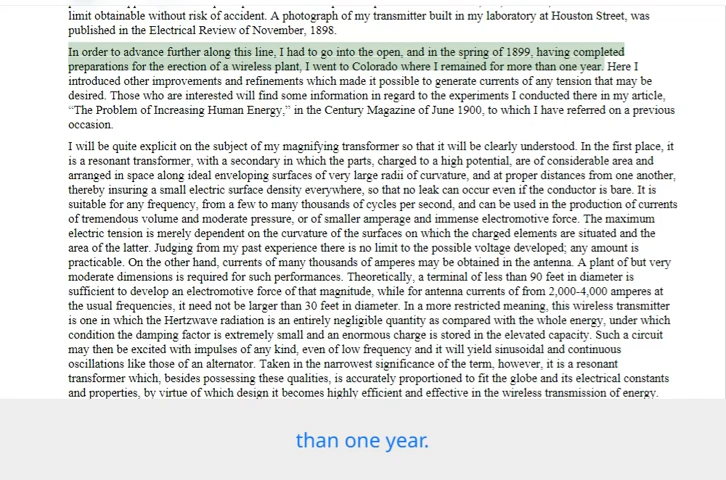 limit obtainable without risk of accident. A photograph of my transmitter built in my laboratory at Houston Street, was
published in the Electrical Review of November, 1898.
In order to advance further along this line, I had to go into the open, and in the spring of 1899, having completed
preparations for the erection of a wireless plant, I went to Colorado where I remained for more than one year. Here I
introduced other improvements and refinements which made it possible to generate currents of any tension that may be
desired. Those who are interested will find some information in regard to the experiments I conducted there in my article,
“The Problem of Increasing Human Energy,” in the Century Magazine of June 1900, to which I have referred on a previous
occasion.
I will be quite explicit on the subject of my magnifying transformer so that it will be clearly understood. In the first place, it
is a resonant transformer, with a secondary in which the parts, charged to a high potential, are of considerable area and
arranged in space along ideal enveloping surfaces of very large radii of curvature, and at proper distances from one another,
thereby insuring a small electric surface density everywhere, so that no leak can occur even if the conductor is bare. It is
suitable for any frequency, from a few to many thousands of cycles per second, and can be used in the production of currents
of tremendous volume and moderate pressure, or of smaller amperage and immense electromotive force. The maximum
electric tension is merely dependent on the curvature of the surfaces on which the charged elements are situated and the
area of the latter. Judging from my past experience there is no limit to the possible voltage developed; any amount is
practicable. On the other hand, currents of many thousands of amperes may be obtained in the antenna. A plant of but very
moderate dimensions is required for such performances. Theoretically, a terminal of less than 90 feet in diameter is
sufficient to develop an electromotive force of that magnitude, while for antenna currents of from 2,000-4,000 amperes at
the usual frequencies, it need not be larger than 30 feet in diameter. In a more restricted meaning, this wireless transmitter
is one in which the Hertzwave radiation is an entirely negligible quantity as compared with the whole energy, under which
condition the damping factor is extremely small and an enormous charge is stored in the elevated capacity. Such a circuit
may then be excited with impulses of any kind, even of low frequency and it will yield sinusoidal and continuous
oscillations like those of an alternator. Taken in the narrowest significance of the term, however, it is a resonant
transformer which, besides possessing these qualities, is accurately proportioned to fit the globe and its electrical constants
and properties, by virtue of which design it becomes highly efficient and effective in the wireless transmission of energy.
than one year.